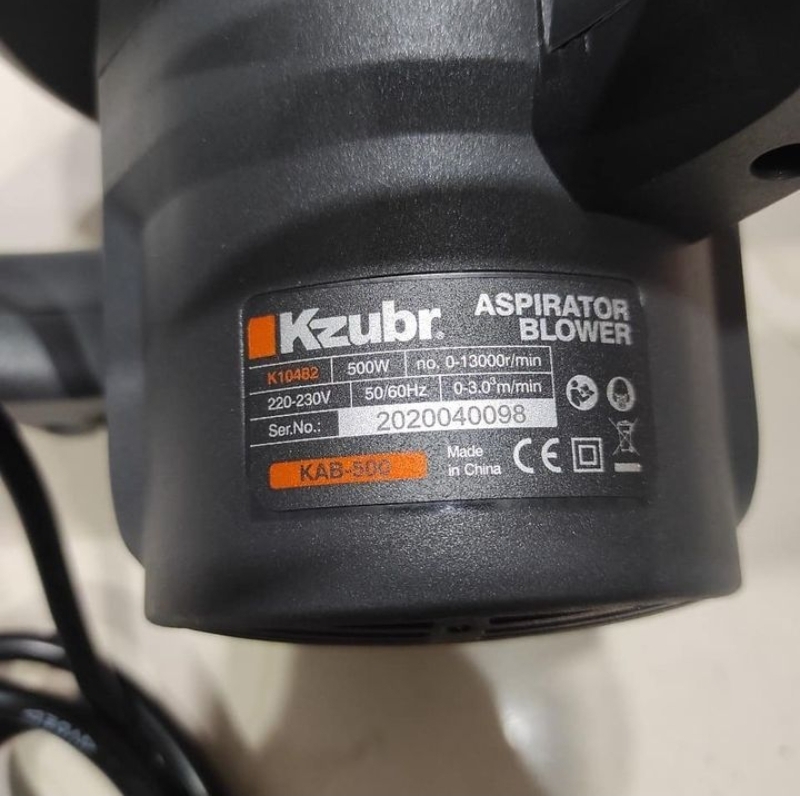 Kzubr.
ASPIRATOR
BLOWER
K10482 500W no, 0-13000r/min
220-230V 50/60Hz 0-3.0³m/min
Ser.No.: 2020040098
KAB-500
Made
in China
CE